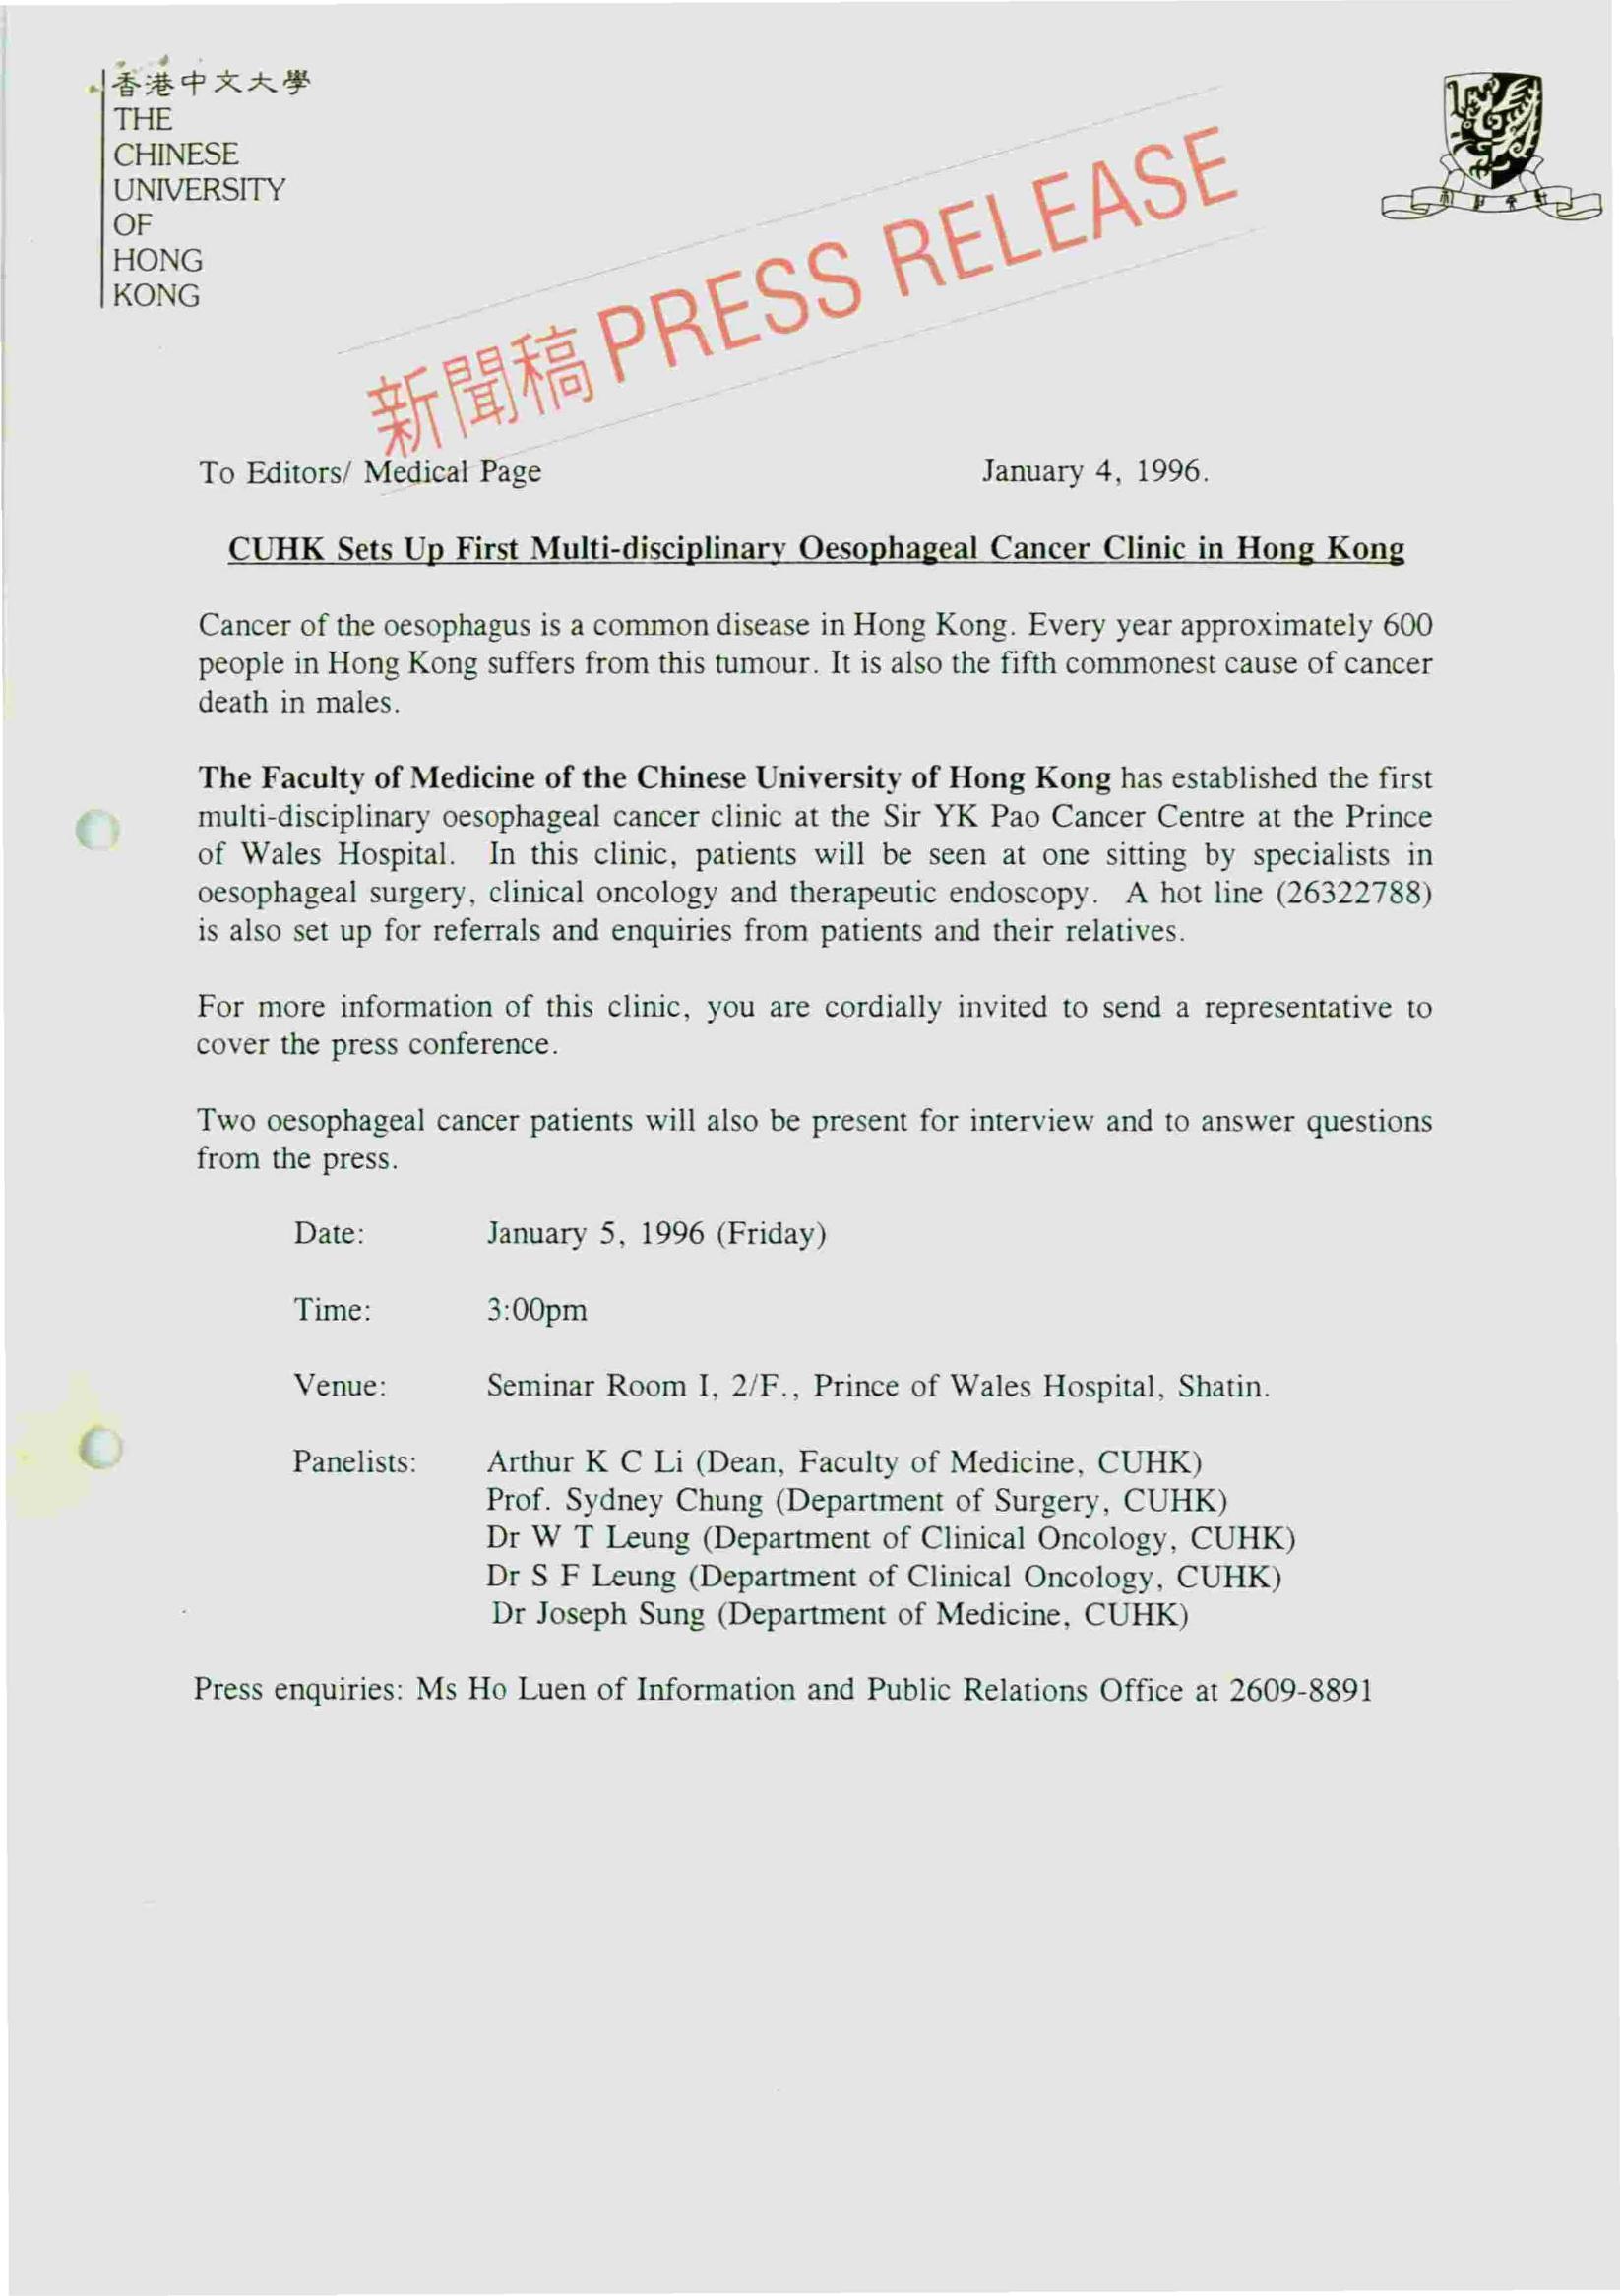 香港中文大學
THE
CHINESE
UNIVERSITY
OF
HONG
KONG
新聞稿 PRESS RELEASE
To Editors/ Medical Page January 4, 1996.
CUHK Sets Up First Multi-disciplinary Oesophageal Cancer Clinic in Hong Kong
Cancer of the oesophagus is a common disease in Hong Kong. Every year approximately 600
people in Hong Kong suffers from this tumour. It is also the fifth commonest cause of cancer
death in males.
The Faculty of Medicine of the Chinese University of Hong Kong has established the first
multi-disciplinary oesophageal cancer clinic at the Sir YK Pao Cancer Centre at the Prince
of Wales Hospital. In this clinic, patients will be seen at one sitting by specialists in
oesophageal surgery, clinical oncology and therapeutic endoscopy. A hot line (26322788)
is also set up for referrals and enquiries from patients and their relatives.
For more information of this clinic, you are cordially invited to send a representative to
cover the press conference.
Two oesophageal cancer patients will also be present for interview and to answer questions
from the press.
Date: January 5, 1996 (Friday)
Time: 3:00pm
Venue: Seminar Room I, 2/F., Prince of Wales Hospital, Shatin.
Panelists: Arthur K C Li (Dean, Faculty of Medicine, CUHK)
Prof. Sydney Chung (Department of Surgery, CUHK)
Dr W T Leung (Department of Clinical Oncology, CUHK)
Dr S F Leung (Department of Clinical Oncology, CUHK)
Dr Joseph Sung (Department of Medicine, CUHK)
Press enquiries: Ms Ho Luen of Information and Public Relations Office at 2609-8891